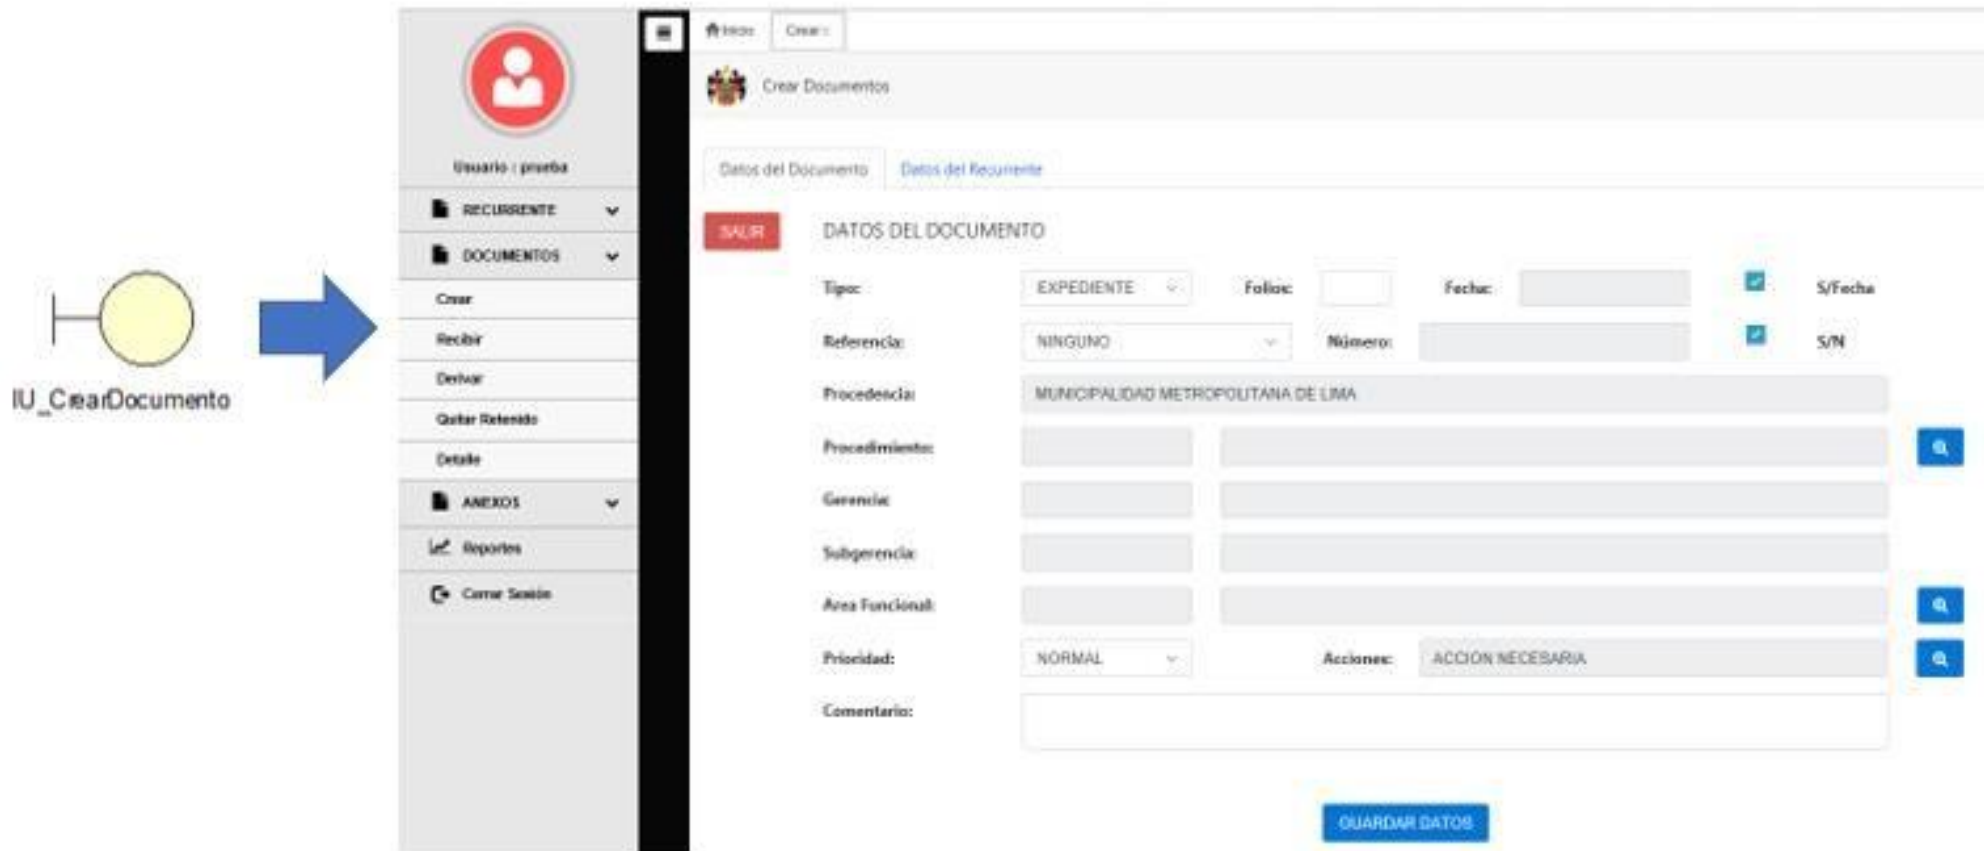 IU_CrearDocumento
Usuario : prueba
RECURRENTE
DOCUMENTOS
Crear
Recibir
Derivar
Quitar Retenido
Detalle
ANEXOS
Reportes
Cerrar Sesión
Inicio Crear
Crear Documentos
Datos del Documento Datos del Recurrente
SALIR DATOS DEL DOCUMENTO
Tipo: EXPEDIENTE Folios: Fecha: S/Fecha
Referencia: NINGUNO Número: S/N
Procedencia: MUNICIPALIDAD METROPOLITANA DE LIMA
Procedimiento:
Gerencia:
Subgerencia:
Area Funcional:
Prioridad: NORMAL Acciones: ACCION NECESARIA
Comentario:
GUARDAR DATOS